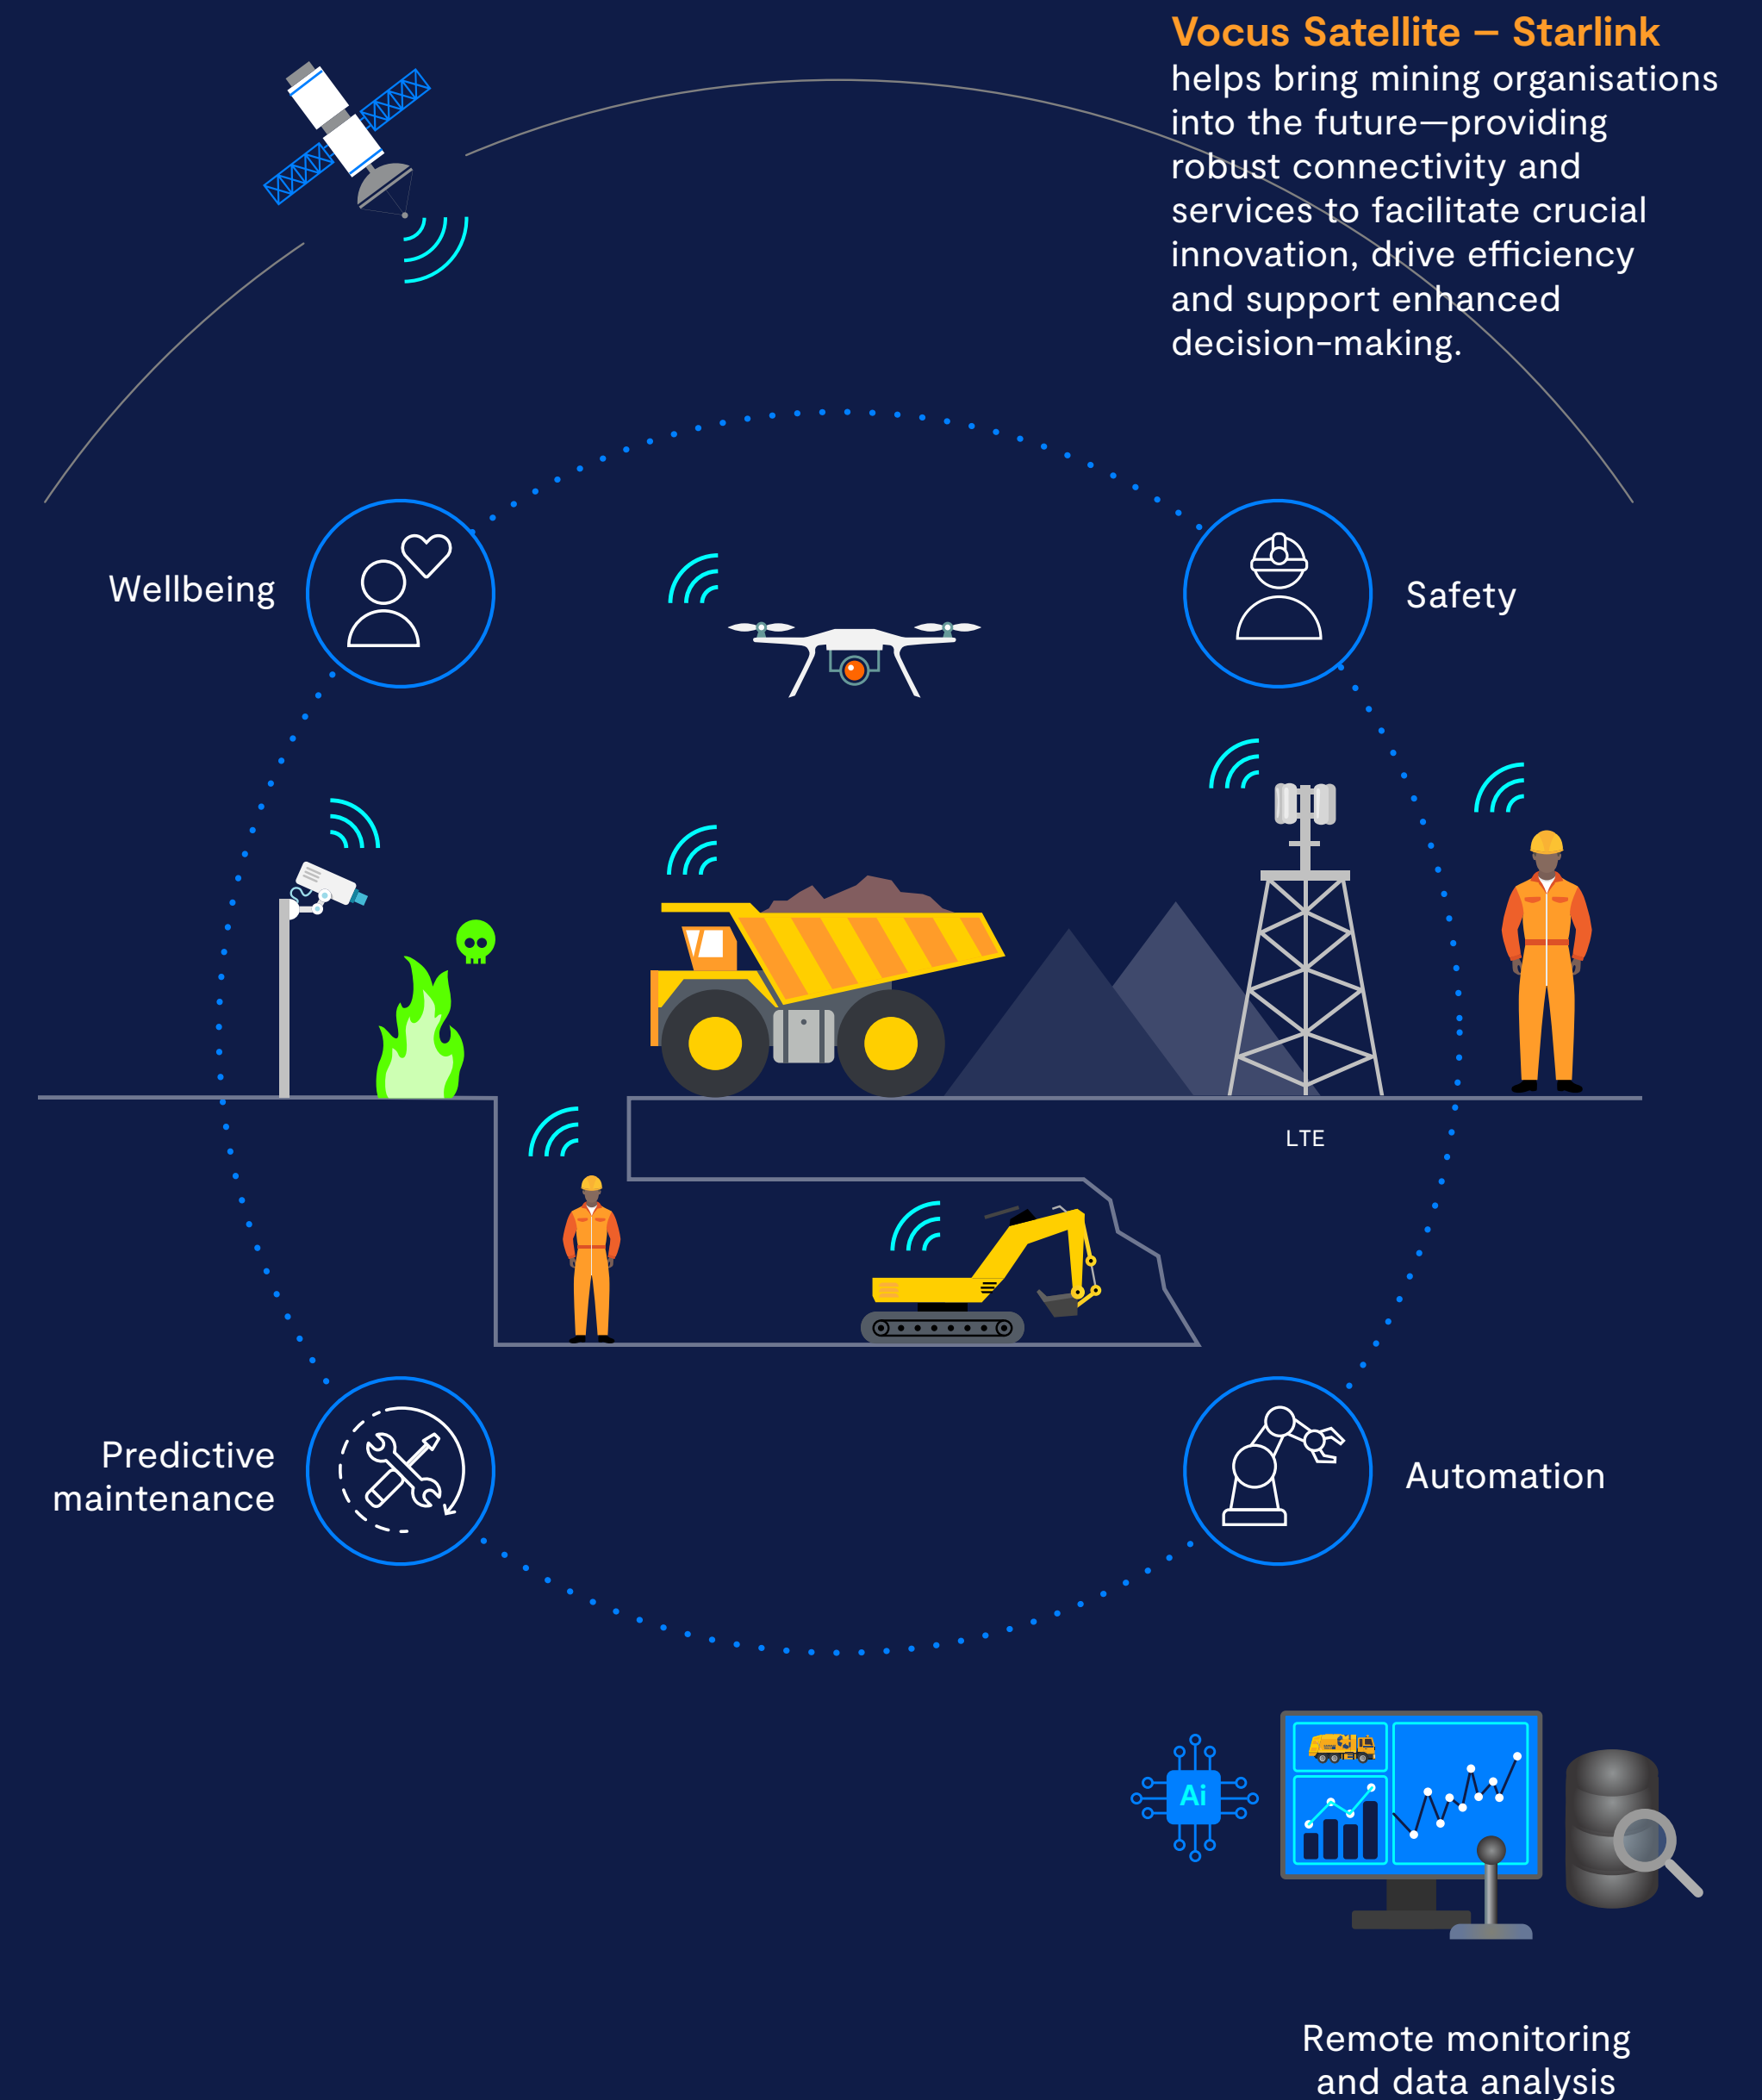 Vocus Satellite – Starlink
helps bring mining organisations
into the future—providing
robust connectivity and
services to facilitate crucial
innovation, drive efficiency
and support enhanced
decision-making.
Wellbeing
Safety
LTE
Predictive
maintenance
Automation
Ai
Remote monitoring
and data analysis